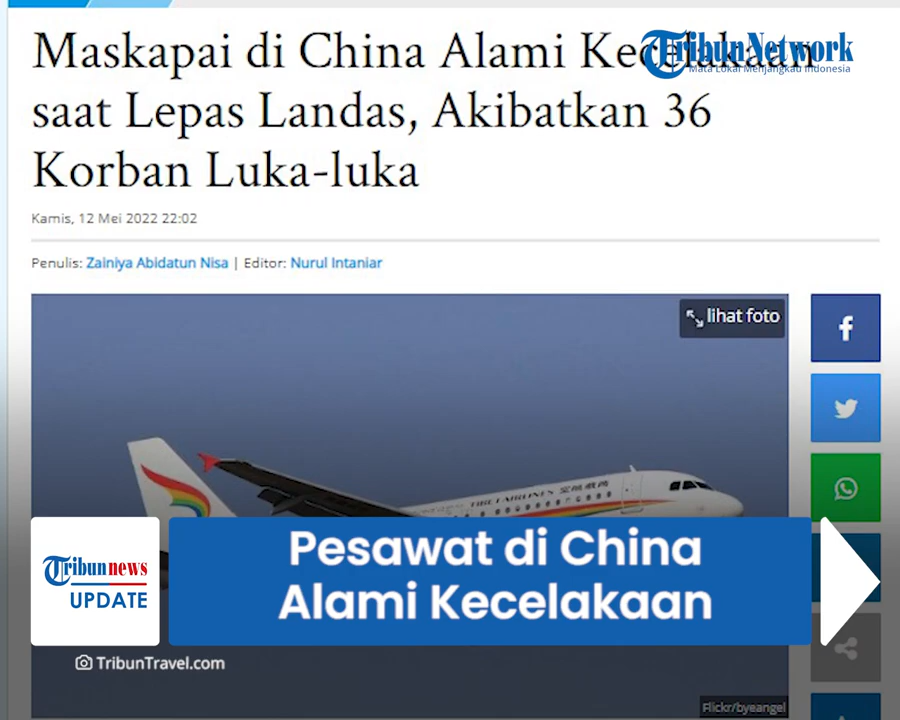 Maskapai di China Alami Kecelakaan
TribunNetwork
Mata Lokal Menjangkau Indonesia
saat Lepas Landas, Akibatkan 36
Korban Luka-luka
Kamis, 12 Mei 2022 22:02
Penulis: Zainiya Abidatun Nisa | Editor: Nurul Intaniar
lihat foto
TIBET AIRLINES
Pesawat di China
Alami Kecelakaan
Tribunnews
UPDATE
TribunTravel.com
Flickr/byeangel